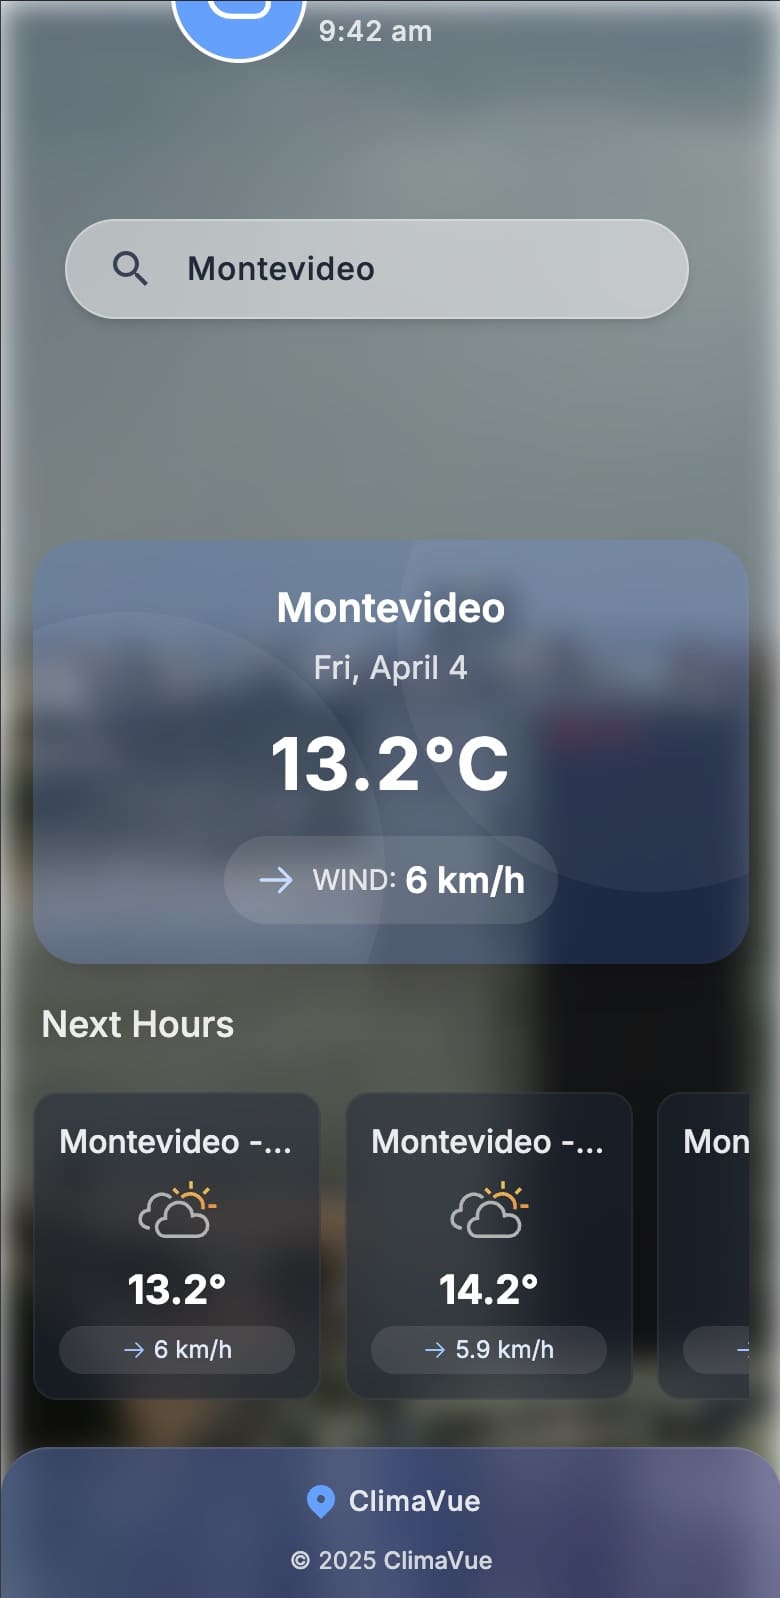 9:42 am
Montevideo
Montevideo
Fri, April 4
13.2°C
→ WIND: 6 km/h
Next Hours
Montevideo -... Montevideo -... Mon
13.2° 14.2°
→ 6 km/h → 5.9 km/h
ClimaVue
© 2025 ClimaVue